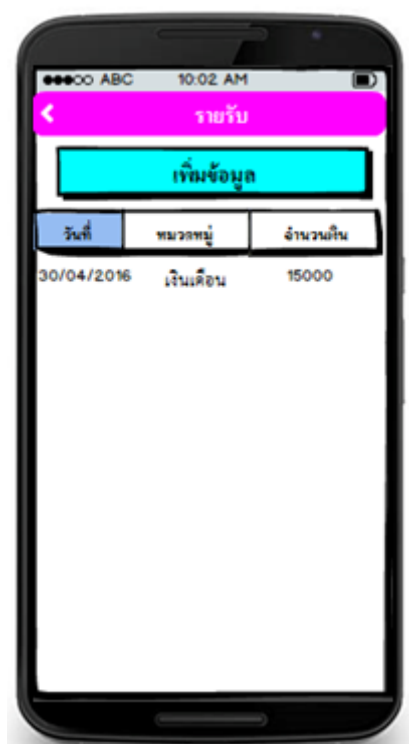 ABC 10:02 AM
รายรับ
เพิ่มข้อมูล
วันที่ หมวดหมู่ จำนวนเงิน
30/04/2016 เงินเดือน 15000